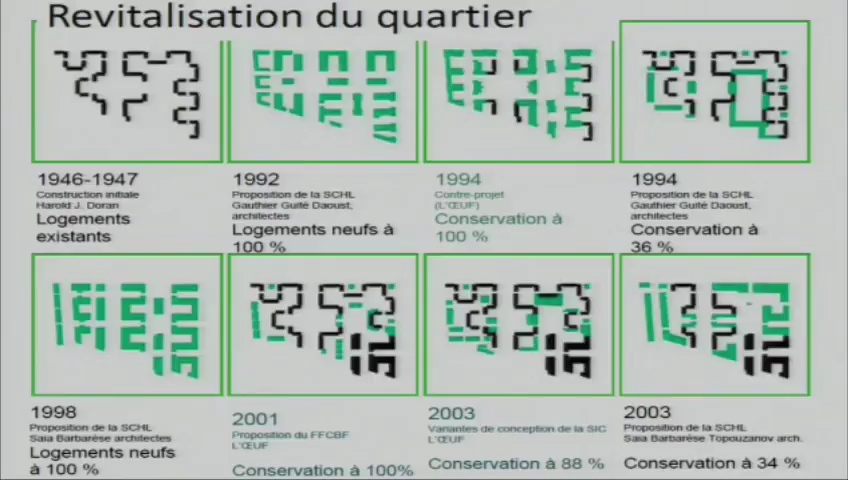 Revitalisation du quartier
1946-1947
Construction initiale
Harold J. Doran
Logements
existants
1992
Proposition de la SCHL
Gauthier Guité Daoust,
architectes
Logements neufs à
100 %
1994
Contre-projet
(L'ŒUF)
Conservation à
100 %
1994
Proposition de la SCHL
Gauthier Guité Daoust,
architectes
Conservation à
36 %
1998
Proposition de la SCHL
Saia Barbarèse architectes
Logements neufs
à 100 %
2001
Proposition du FFCBF
L'ŒUF
Conservation à 100%
2003
Variantes de conception de la SIC
L'ŒUF
Conservation à 88 %
2003
Proposition de la SCHL
Saia Barbarèse Topouzanov arch.
Conservation à 34 %